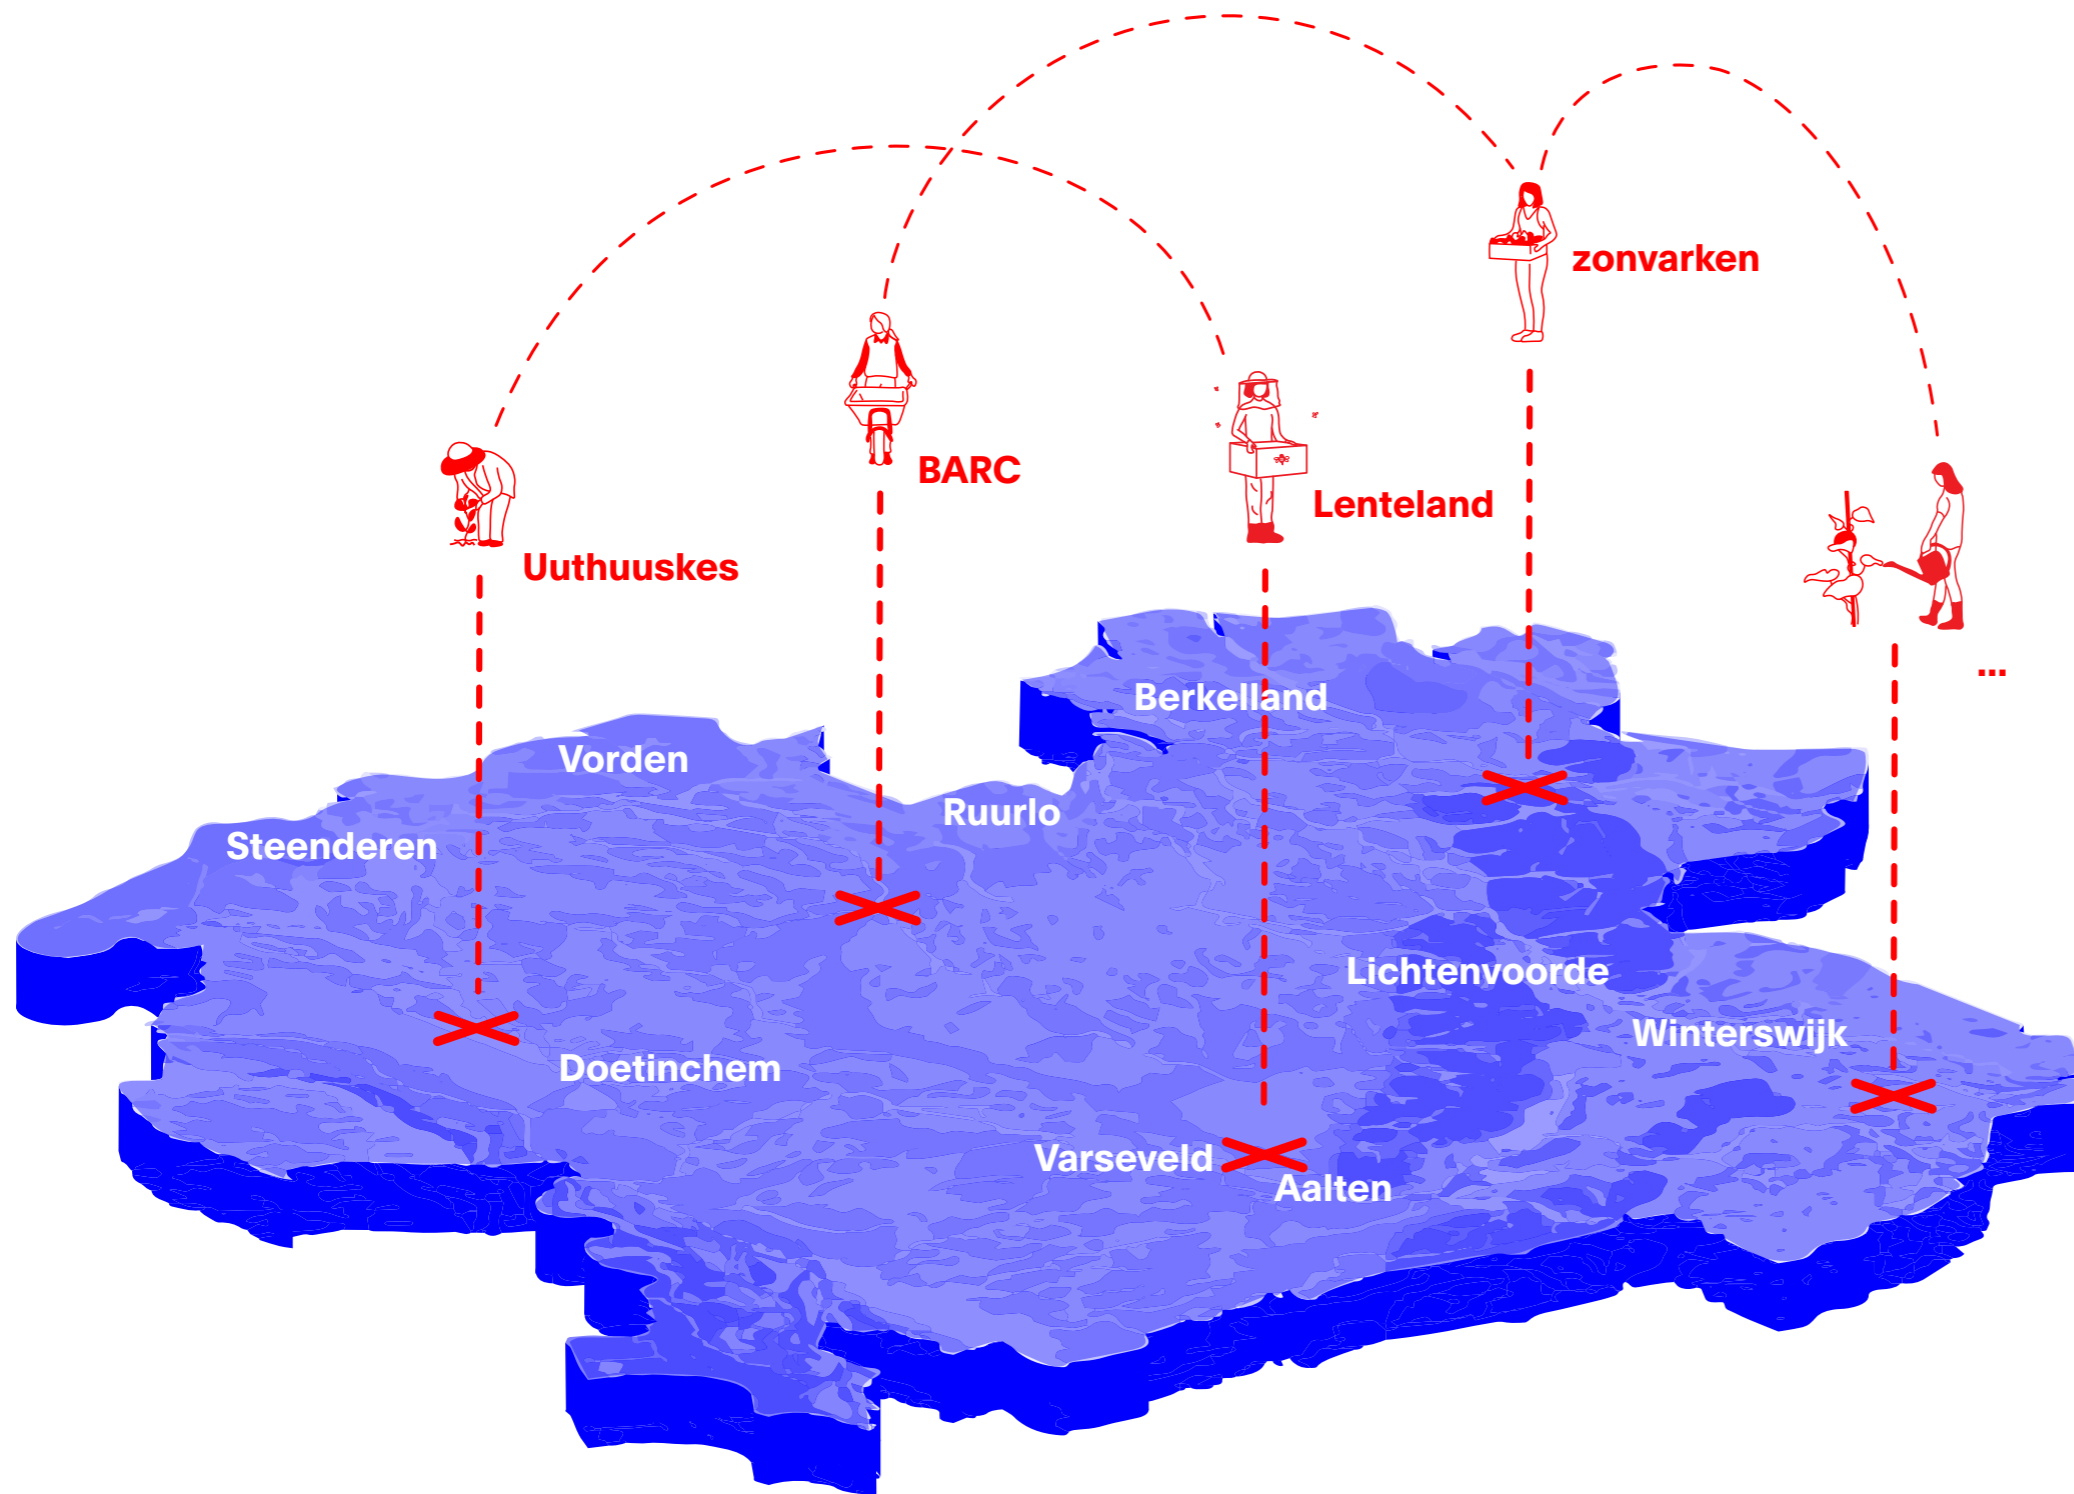 zonvarken
BARC
Lenteland
Uuthuuskes
...
Berkelland
Vorden
Ruurlo
Steenderen
Lichtenvoorde
Winterswijk
Doetinchem
Varseveld
Aalten